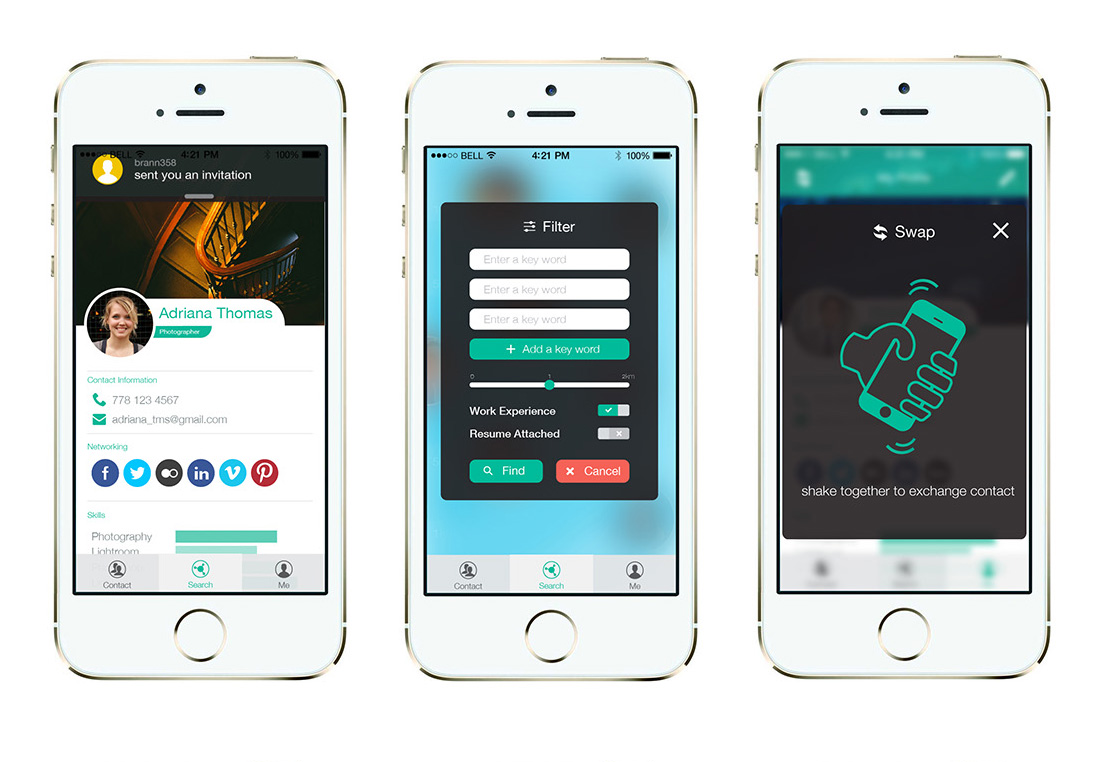 BELL 4:21 PM 100%
brann358
sent you an invitation
Adriana Thomas
Photographer
Contact Information
778 123 4567
adriana_tms@gmail.com
Networking
Skills
Photography
Lightroom
Contact Search Me
BELL 4:21 PM 100%
Filter
Enter a key word
Enter a key word
Enter a key word
+ Add a key word
0 1 2km
Work Experience
Resume Attached
Find Cancel
Contact Search Me
My Profile
Swap
shake together to exchange contact